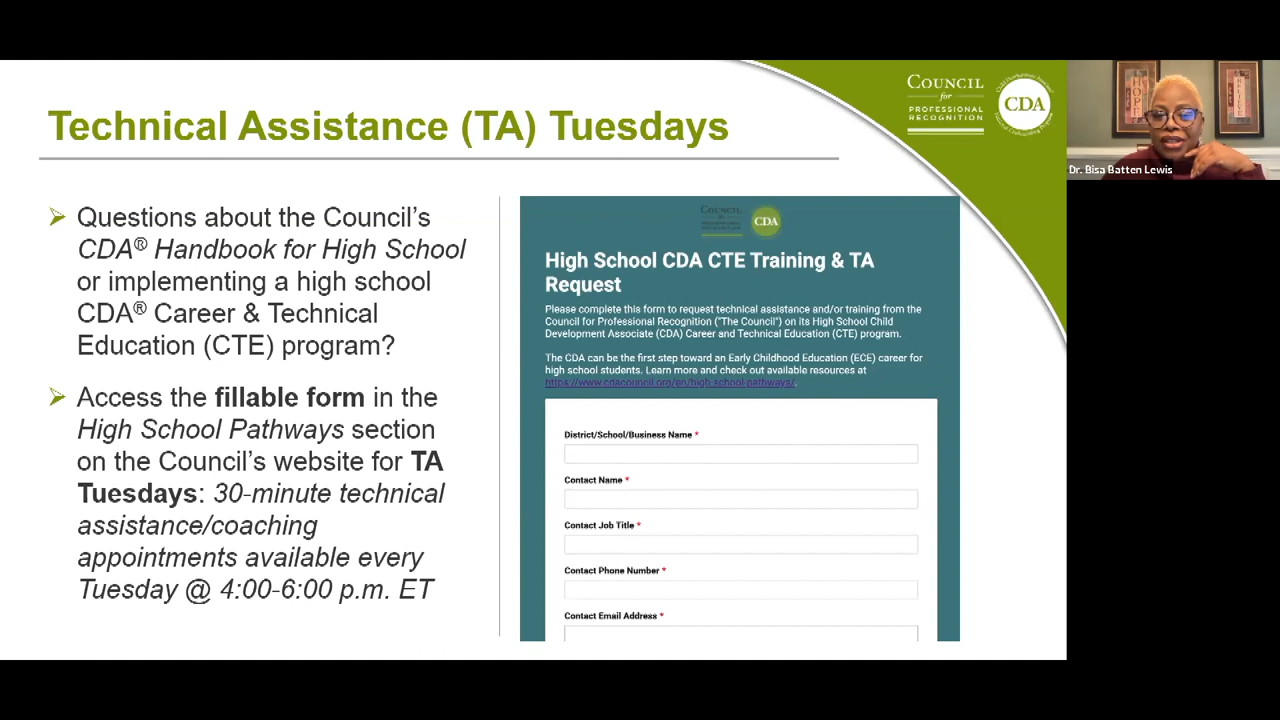 Technical Assistance (TA) Tuesdays
Questions about the Council's
CDA® Handbook for High School
or implementing a high school
CDA® Career & Technical
Education (CTE) program?
Access the fillable form in the
High School Pathways section
on the Council's website for TA
Tuesdays: 30-minute technical
assistance/coaching
appointments available every
Tuesday @ 4:00-6:00 p.m. ET
COUNCIL
for
PROFESSIONAL
RECOGNITION
CDA
COUNCIL
CDA
High School CDA CTE Training & TA
Request
Please complete this form to request technical assistance and/or training from the
Council for Professional Recognition ("The Council") on its High School Child
Development Associate (CDA) Career and Technical Education (CTE) program.
The CDA can be the first step toward an Early Childhood Education (ECE) career for
high school students. Learn more and check out available resources at
https://www.cdacouncil.org/en/high-school-pathways/.
District/School/Business Name *
Contact Name *
Contact Job Title *
Contact Phone Number *
Contact Email Address *
HOPE
Dr. Bisa Batten Lewis